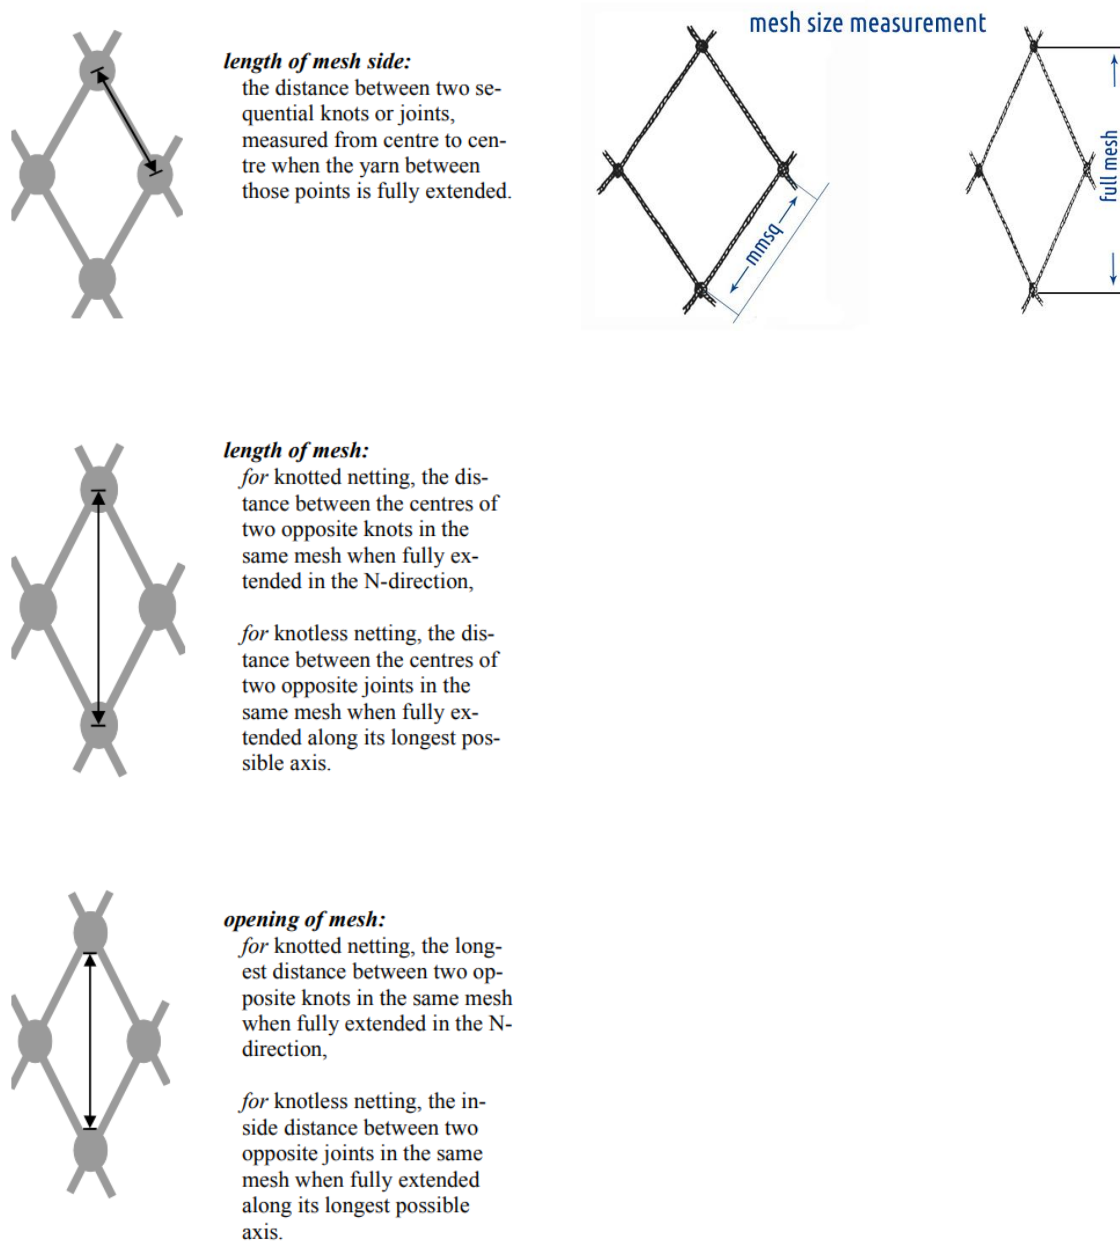 mesh size measurement
length of mesh side:
the distance between two se-
quential knots or joints,
measured from centre to cen-
tre when the yarn between
those points is fully extended.
mmsq
full mesh
length of mesh:
for knotted netting, the dis-
tance between the centres of
two opposite knots in the
same mesh when fully ex-
tended in the N-direction,
for knotless netting, the dis-
tance between the centres of
two opposite joints in the
same mesh when fully ex-
tended along its longest pos-
sible axis.
opening of mesh:
for knotted netting, the long-
est distance between two op-
posite knots in the same mesh
when fully extended in the N-
direction,
for knotless netting, the in-
side distance between two
opposite joints in the same
mesh when fully extended
along its longest possible
axis.